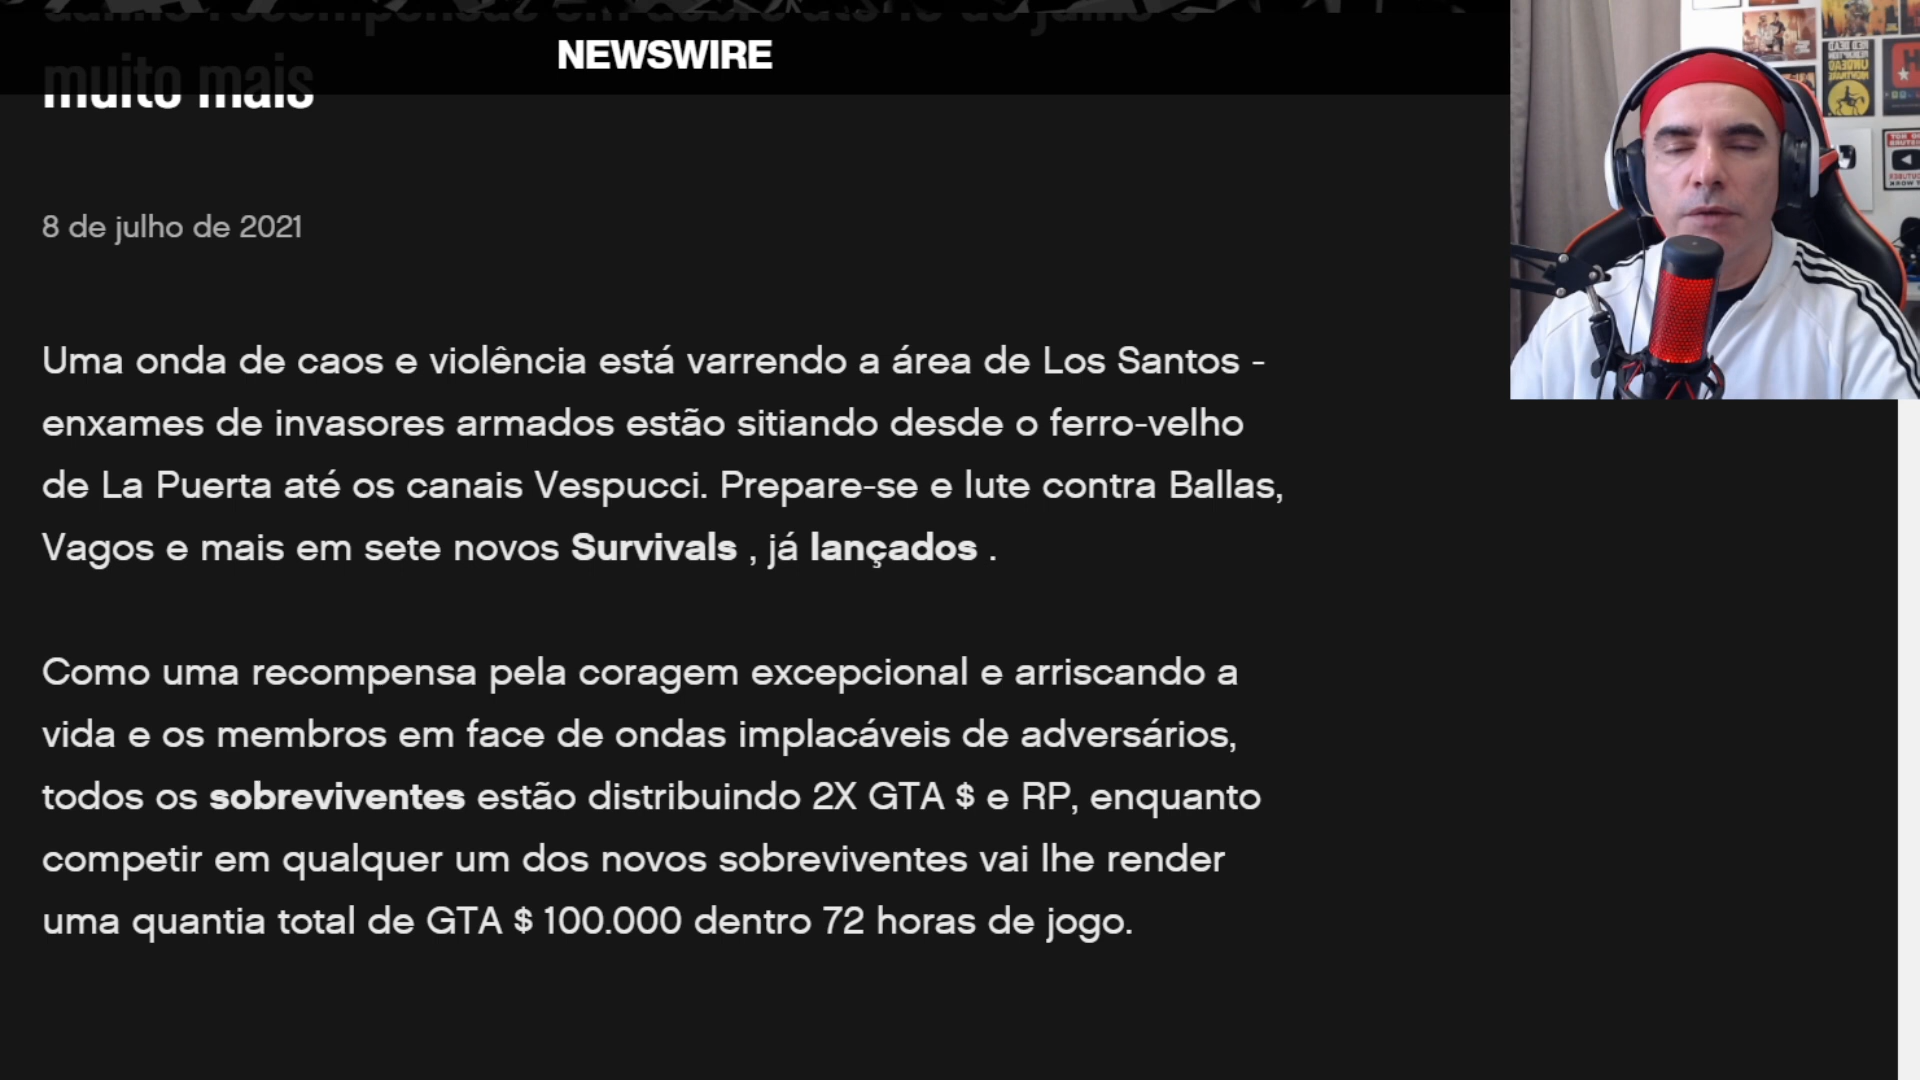 NEWSWIRE
muito mais
8 de julho de 2021
Uma onda de caos e violência está varrendo a área de Los Santos -
enxames de invasores armados estão sitiando desde o ferro-velho
de La Puerta até os canais Vespucci. Prepare-se e lute contra Ballas,
Vagos e mais em sete novos Survivals , já lançados .
Como uma recompensa pela coragem excepcional e arriscando a
vida e os membros em face de ondas implacáveis de adversários,
todos os sobreviventes estão distribuindo 2X GTA $ e RP, enquanto
competir em qualquer um dos novos sobreviventes vai lhe render
uma quantia total de GTA $ 100.000 dentro 72 horas de jogo.